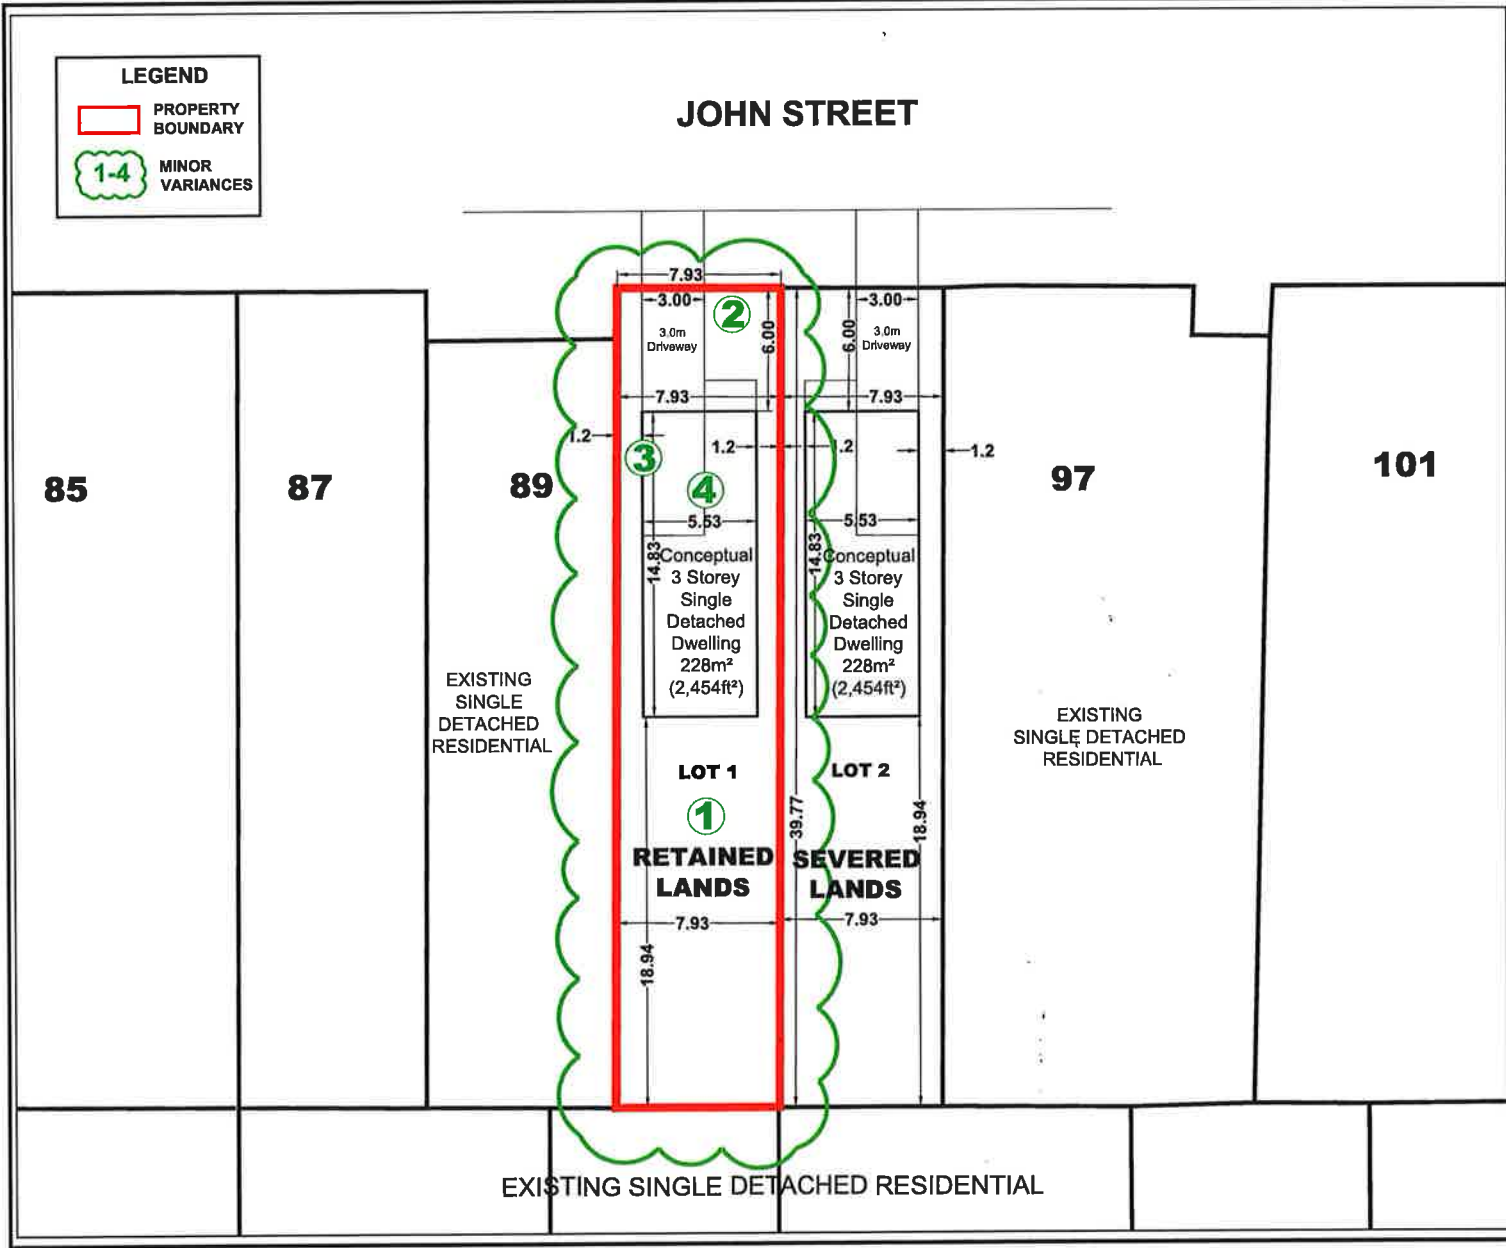 LEGEND
PROPERTY
BOUNDARY
1-4
MINOR
VARIANCES
JOHN STREET
7.93
3.00
2
3.0m
Driveway
6.00
6.00
3.00
3.0m
Driveway
7.93
7.93
1.2
3
1.2
1.2
1.2
4
5.53
5.53
14.83
14.83
85
87
89
97
101
Conceptual
3 Storey
Single
Detached
Dwelling
228m²
(2,454ft²)
Conceptual
3 Storey
Single
Detached
Dwelling
228m²
(2,454ft²)
EXISTING
SINGLE
DETACHED
RESIDENTIAL
EXISTING
SINGLE DETACHED
RESIDENTIAL
LOT 1
1
RETAINED
LANDS
LOT 2
SEVERED
LANDS
39.77
18.94
7.93
7.93
18.94
EXISTING SINGLE DETACHED RESIDENTIAL